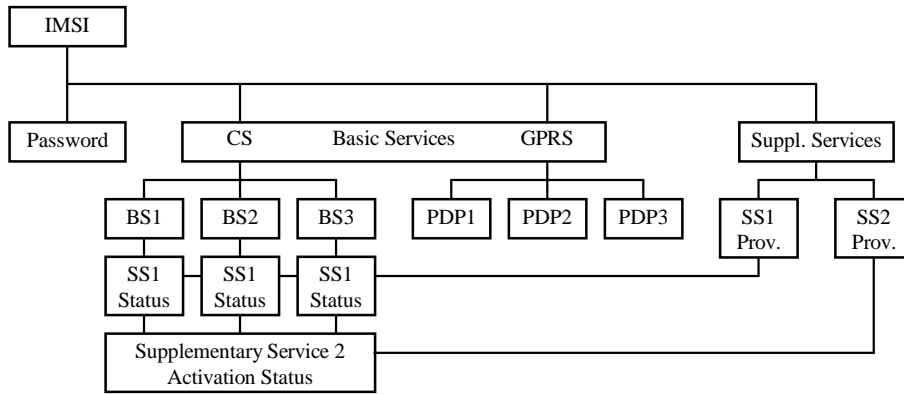 IMSI
Password
CS Basic Services GPRS
Suppl. Services
BS1
BS2
BS3
PDP1
PDP2
PDP3
SS1
Prov.
SS2
Prov.
SS1
Status
SS1
Status
SS1
Status
Supplementary Service 2
Activation Status